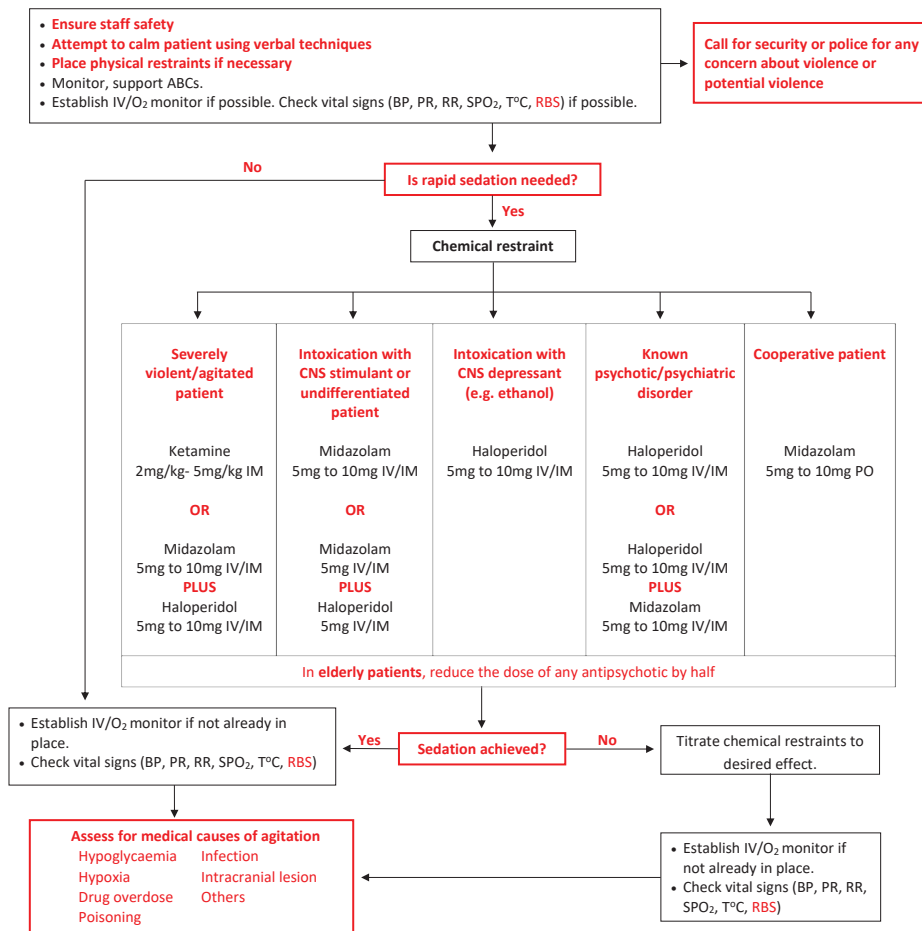 • Ensure staff safety
• Attempt to calm patient using verbal techniques
• Place physical restraints if necessary
• Monitor, support ABCs.
• Establish IV/O₂ monitor if possible. Check vital signs (BP, PR, RR, SPO₂, T°C, RBS) if possible.
Call for security or police for any
concern about violence or
potential violence
No
Is rapid sedation needed?
Yes
Chemical restraint
Severely
violent/agitated
patient
Ketamine
2mg/kg- 5mg/kg IM
OR
Midazolam
5mg to 10mg IV/IM
PLUS
Haloperidol
5mg to 10mg IV/IM
Intoxication with
CNS stimulant or
undifferentiated
patient
Midazolam
5mg to 10mg IV/IM
OR
Midazolam
5mg IV/IM
PLUS
Haloperidol
5mg IV/IM
Intoxication with
CNS depressant
(e.g. ethanol)
Haloperidol
5mg to 10mg IV/IM
Known
psychotic/psychiatric
disorder
Haloperidol
5mg to 10mg IV/IM
OR
Haloperidol
5mg to 10mg IV/IM
PLUS
Midazolam
5mg to 10mg IV/IM
Cooperative patient
Midazolam
5mg to 10mg PO
In elderly patients, reduce the dose of any antipsychotic by half
Sedation achieved?
Yes
No
• Establish IV/O₂ monitor if not already in
place.
• Check vital signs (BP, PR, RR, SPO₂, T°C, RBS)
Titrate chemical restraints to
desired effect.
• Establish IV/O₂ monitor if
not already in place.
• Check vital signs (BP, PR, RR,
SPO₂, T°C, RBS)
Assess for medical causes of agitation
Hypoglycaemia Infection
Hypoxia Intracranial lesion
Drug overdose Others
Poisoning